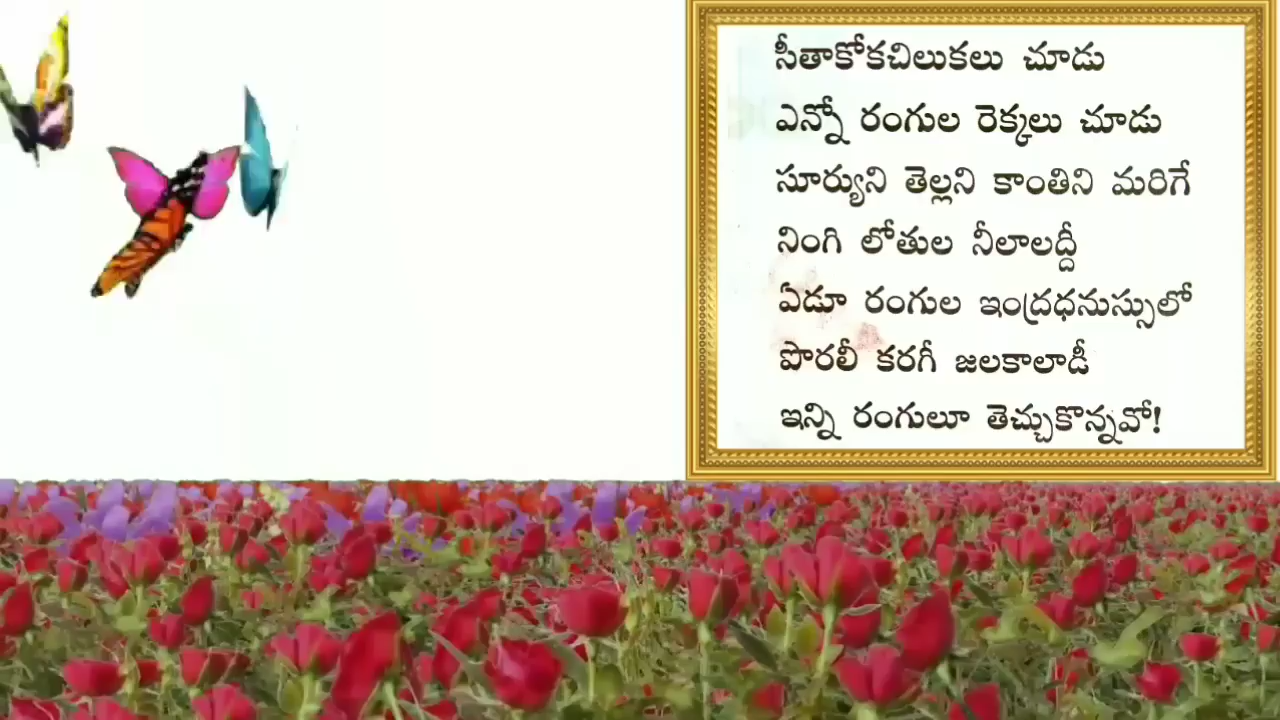 సీతాకోకచిలుకలు చూడు
ఎన్నో రంగుల రెక్కలు చూడు
సూర్యుని తెల్లని కాంతిని మరిగే
నింగి లోతుల నీలాలద్దీ
ఏడూ రంగుల ఇంద్రధనుస్సులో
పొరలీ కరగీ జలకాలాడీ
ఇన్ని రంగులూ తెచ్చుకొన్నవో!